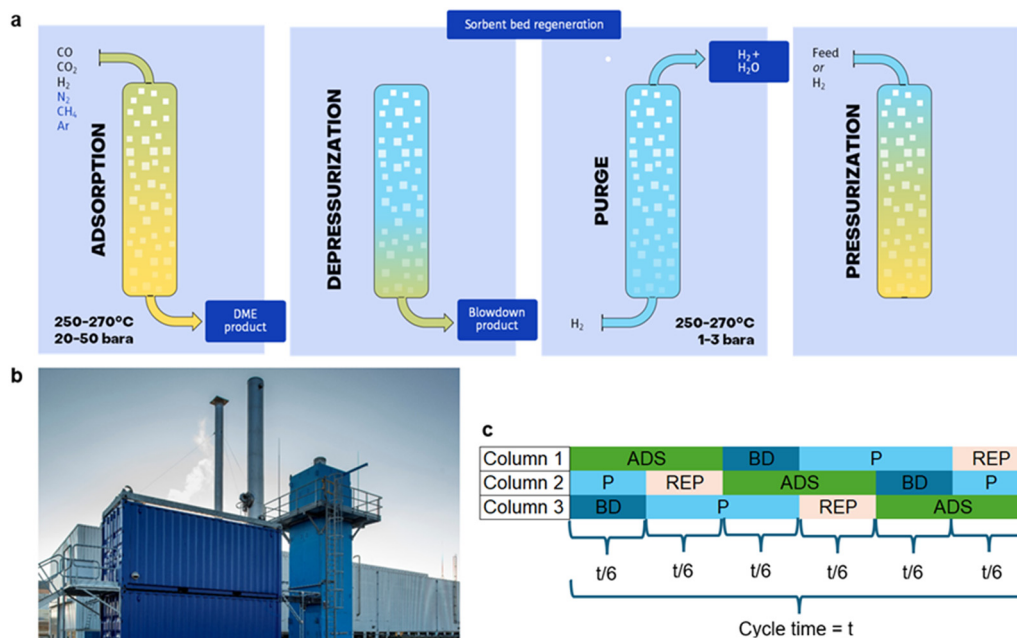 a
Sorbent bed regeneration
CO
CO₂
H₂
N₂
CH₄
Ar
ADSORPTION
250-270°C
20-50 bara
DME
product
DEPRESSURIZATION
Blowdown
product
PURGE
H₂ +
H₂O
H₂
250-270°C
1-3 bara
Feed
or
H₂
PRESSURIZATION
b
c
Column 1 ADS BD P REP
Column 2 P REP ADS BD P
Column 3 BD P REP ADS
t/6 t/6 t/6 t/6 t/6 t/6
Cycle time = t